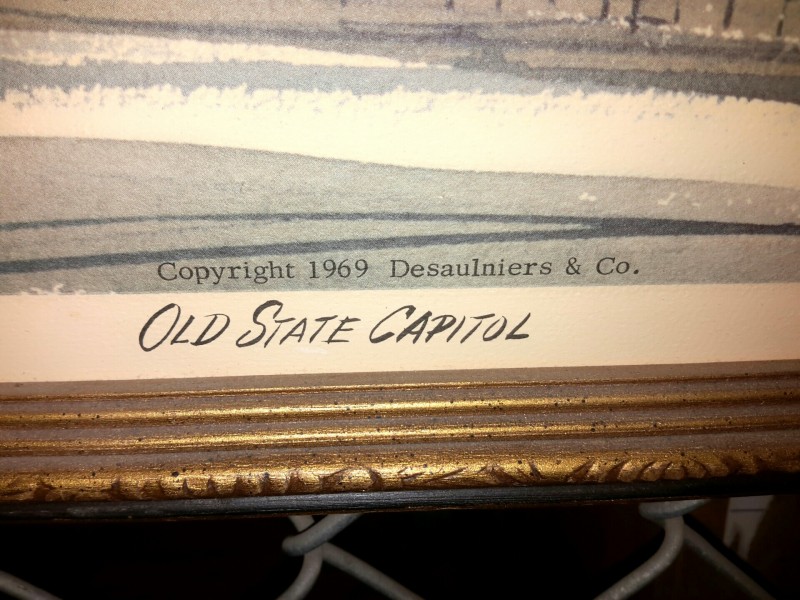 Copyright 1969 Desaulniers & Co.
OLD STATE CAPITOL